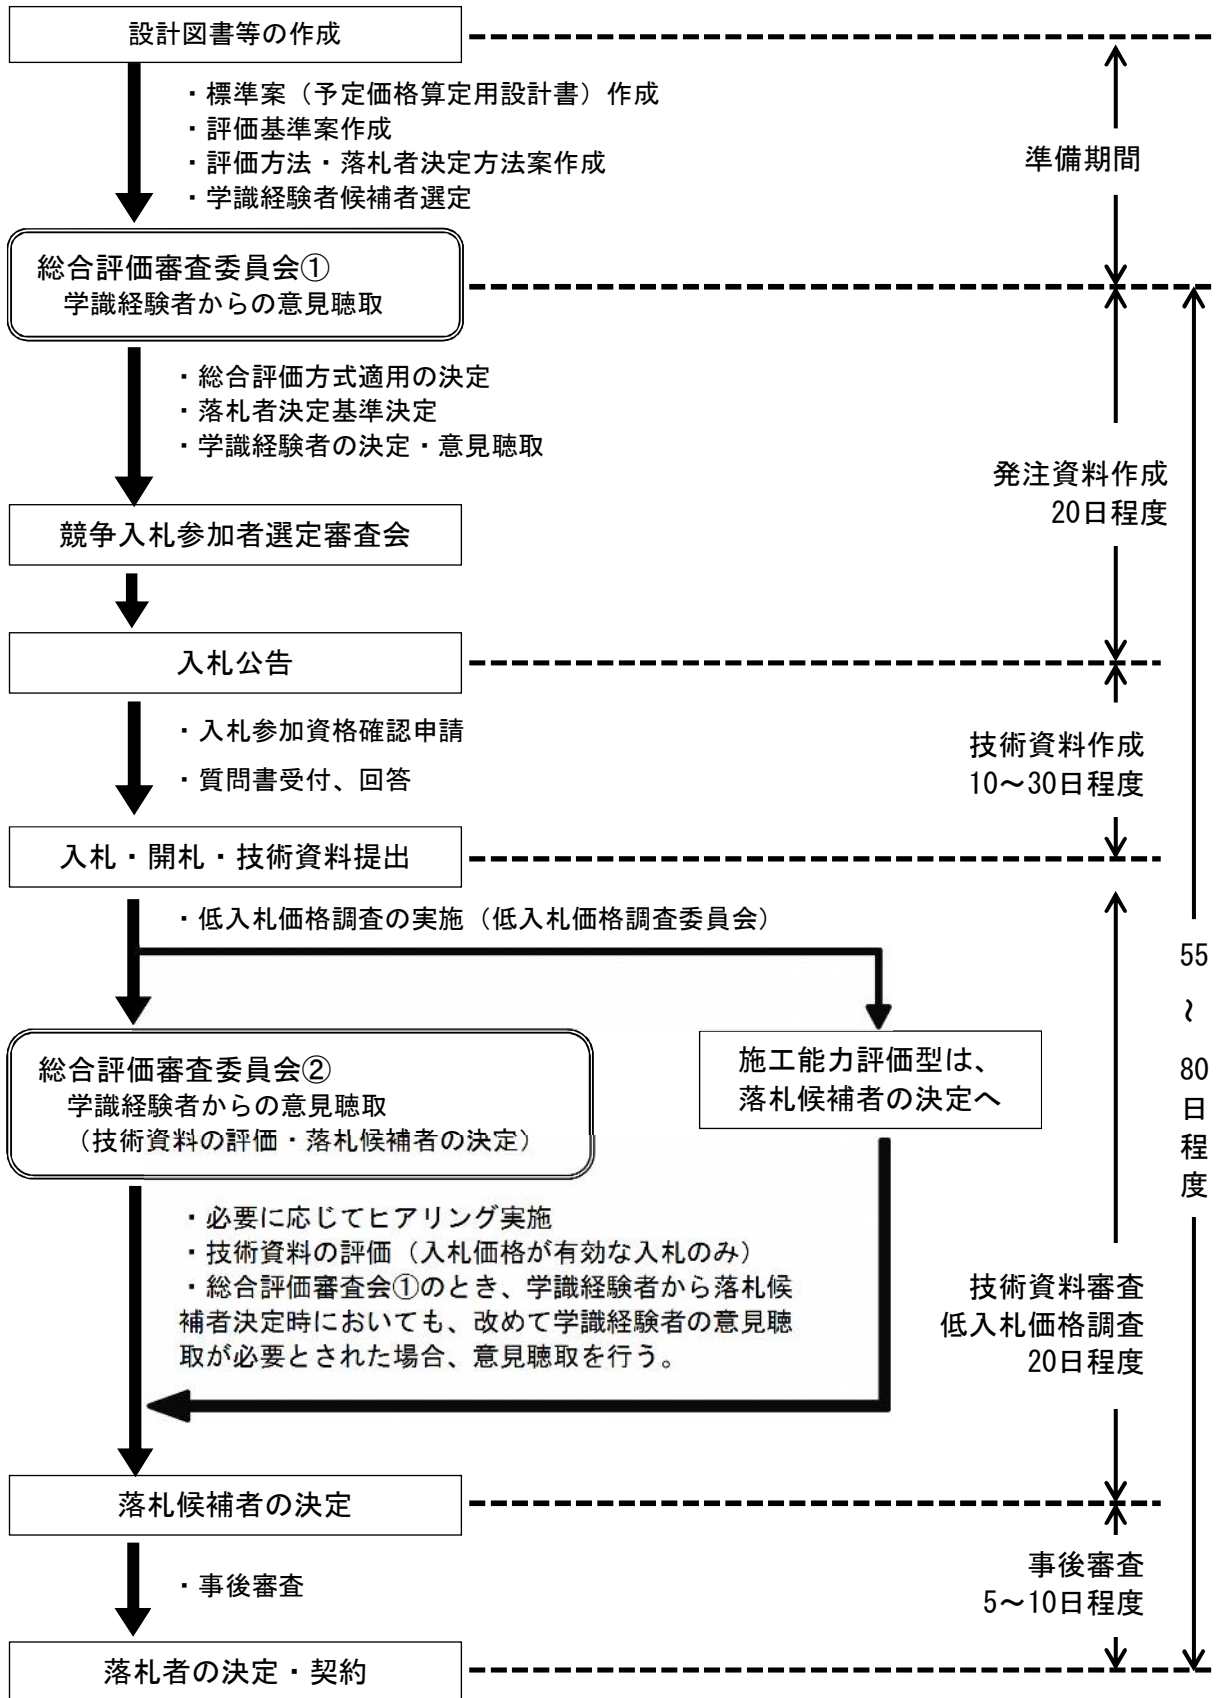 設計図書等の作成
・標準案（予定価格算定用設計書）作成
・評価基準案作成
・評価方法・落札者決定方法案作成
・学識経験者候補者選定
準備期間
総合評価審査委員会①
学識経験者からの意見聴取
・総合評価方式適用の決定
・落札者決定基準決定
・学識経験者の決定・意見聴取
発注資料作成
20日程度
競争入札参加者選定審査会
入札公告
・入札参加資格確認申請
・質問書受付、回答
技術資料作成
10～30日程度
入札・開札・技術資料提出
・低入札価格調査の実施（低入札価格調査委員会）
総合評価審査委員会②
学識経験者からの意見聴取
（技術資料の評価・落札候補者の決定）
施工能力評価型は、
落札候補者の決定へ
55
～
80
日
程
度
・必要に応じてヒアリング実施
・技術資料の評価（入札価格が有効な入札のみ）
・総合評価審査会①のとき、学識経験者から落札候
補者決定時においても、改めて学識経験者の意見聴
取が必要とされた場合、意見聴取を行う。
技術資料審査
低入札価格調査
20日程度
落札候補者の決定
・事後審査
事後審査
5～10日程度
落札者の決定・契約